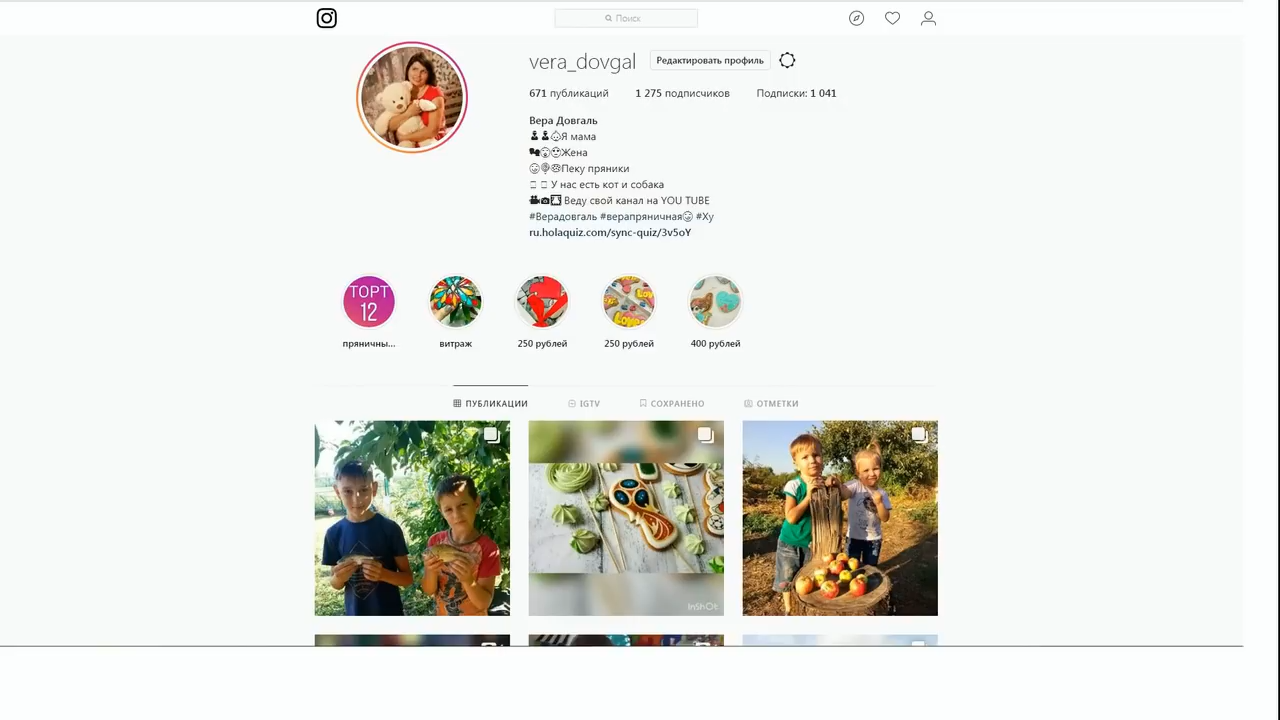 Поиск
vera_dovgal Редактировать профиль
671 публикаций 1 275 подписчиков Подписки: 1 041
Вера Довгаль
Я мама
Жена
Пеку пряники
У нас есть кот и собака
Веду свой канал на YOU TUBE
#Верадовгаль #верапряничная #Ху
ru.holaquiz.com/sync-quiz/3v5oY
ТОРТ
12
LOVE
LOVE
пряничны... витраж 250 рублей 250 рублей 400 рублей
ПУБЛИКАЦИИ IGTV СОХРАНЕНО ОТМЕТКИ
InShOt